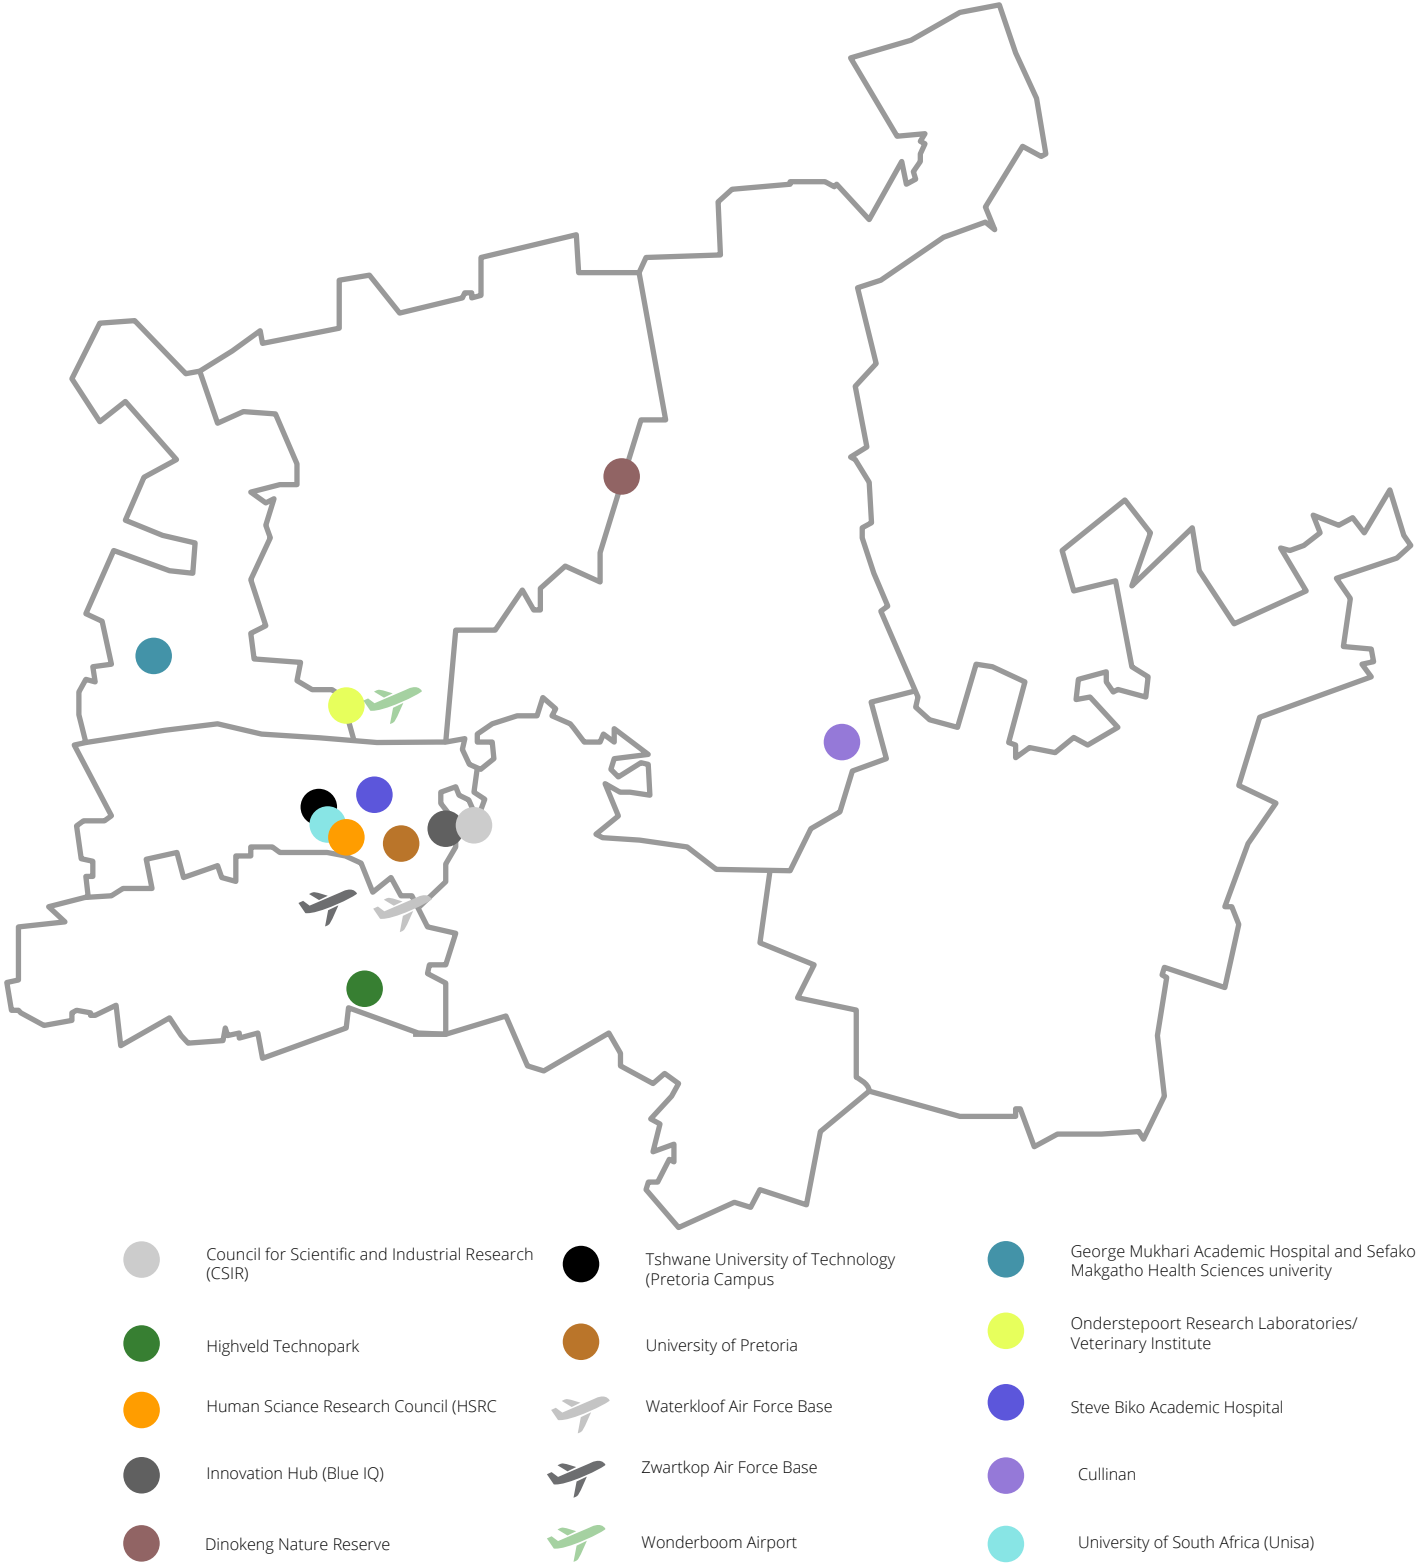 Council for Scientific and Industrial Research
(CSIR)
Highveld Technopark
Human Sciance Research Council (HSRC
Innovation Hub (Blue IQ)
Dinokeng Nature Reserve
Tshwane University of Technology
(Pretoria Campus
University of Pretoria
Waterkloof Air Force Base
Zwartkop Air Force Base
Wonderboom Airport
George Mukhari Academic Hospital and Sefako
Makgatho Health Sciences univerity
Onderstepoort Research Laboratories/
Veterinary Institute
Steve Biko Academic Hospital
Cullinan
University of South Africa (Unisa)